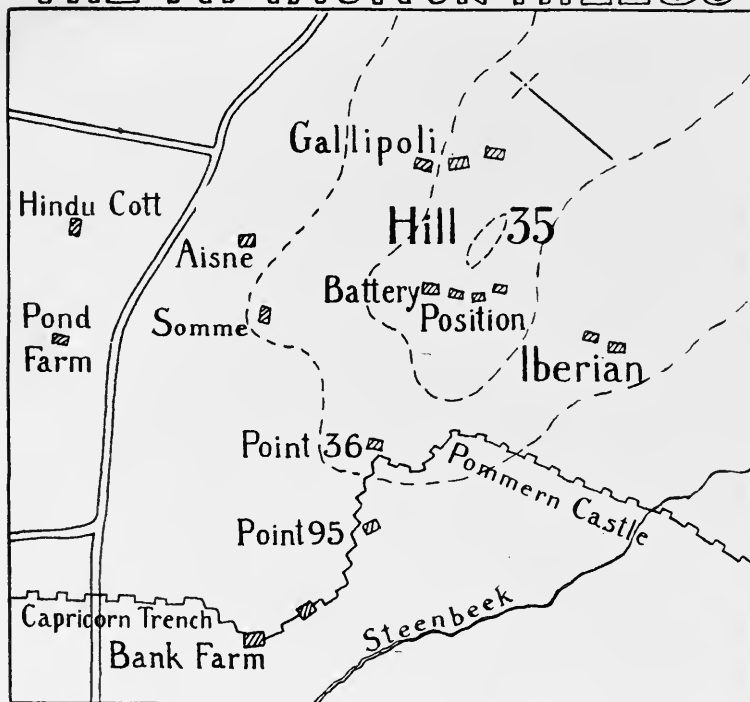 Gallipoli
Hindu Cott
Hill 35
Aisne
Battery
Position
Pond
Farm
Somme
Iberian
Point 36
Pommern Castle
Point 95
Capricorn Trench
Steenbeek
Bank Farm